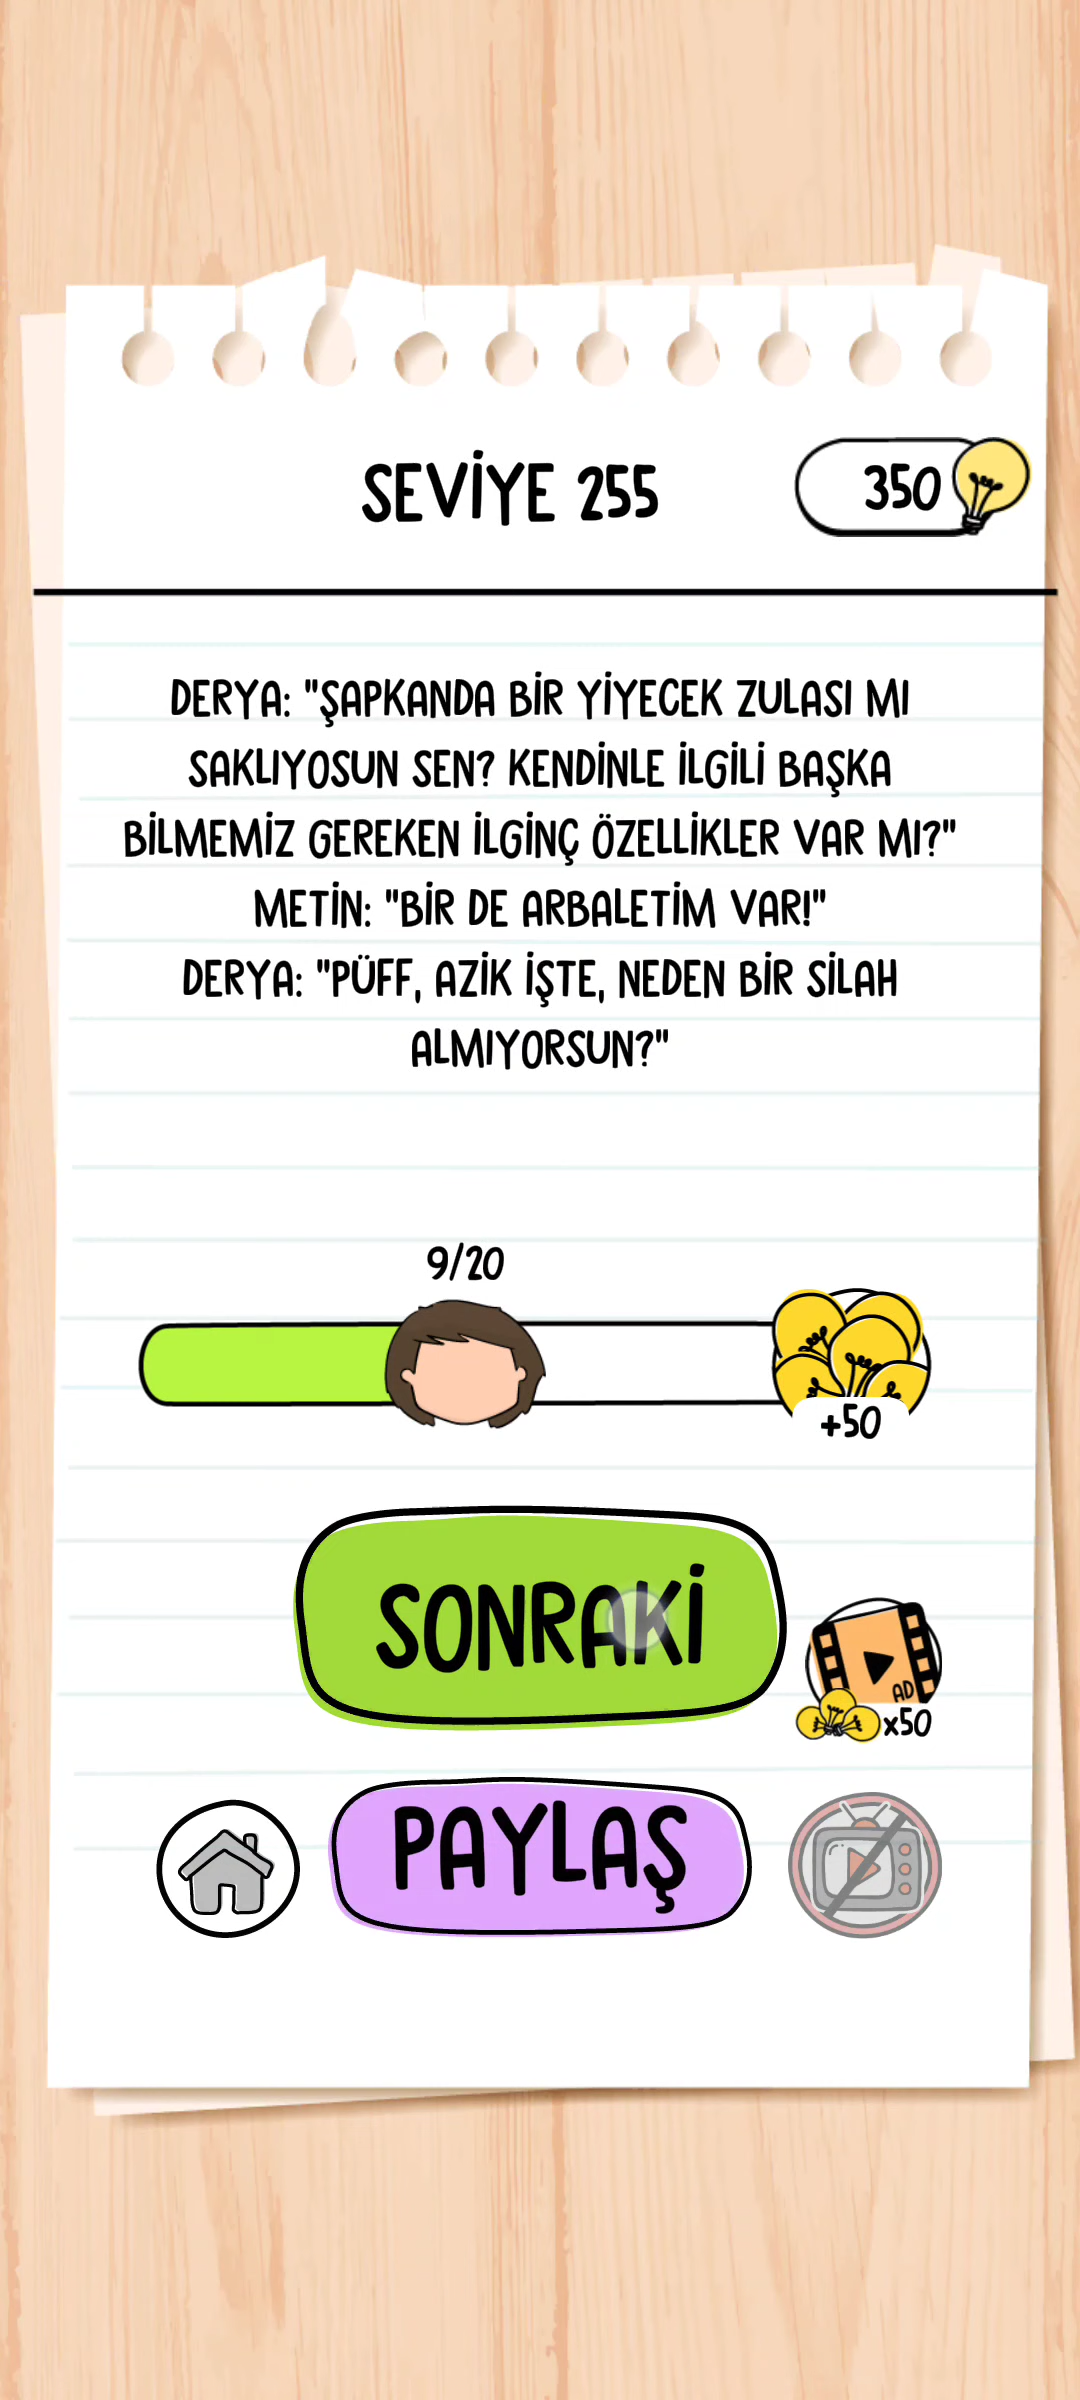 SEVİYE 255
350
DERYA: "ŞAPKANDA BİR YİYECEK ZULASI MI
SAKLIYOSUN SEN? KENDİNLE İLGİLİ BAŞKA
BİLMEMİZ GEREKEN İLGİNÇ ÖZELLİKLER VAR MI?"
METİN: "BİR DE ARBALETİM VAR!"
DERYA: "PÜFF, AZİK İŞTE, NEDEN BİR SİLAH
ALMIYORSUN?"
9/20
+50
SONRAKİ
AD
x50
PAYLAŞ